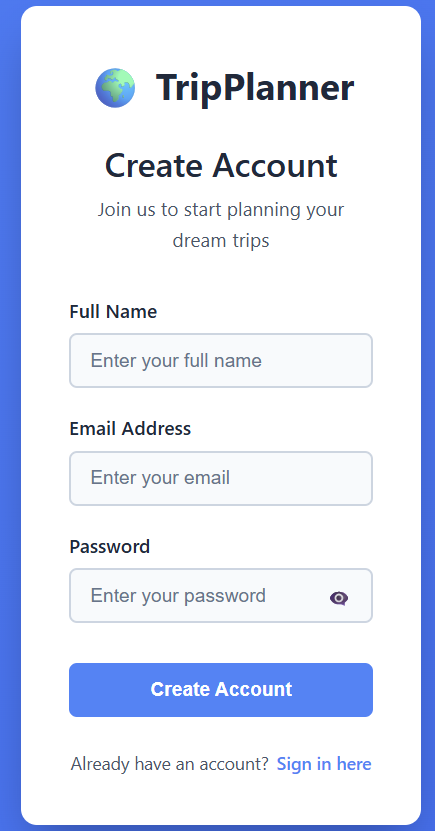 TripPlanner
Create Account
Join us to start planning your
dream trips
Full Name
Enter your full name
Email Address
Enter your email
Password
Enter your password
Create Account
Already have an account? Sign in here